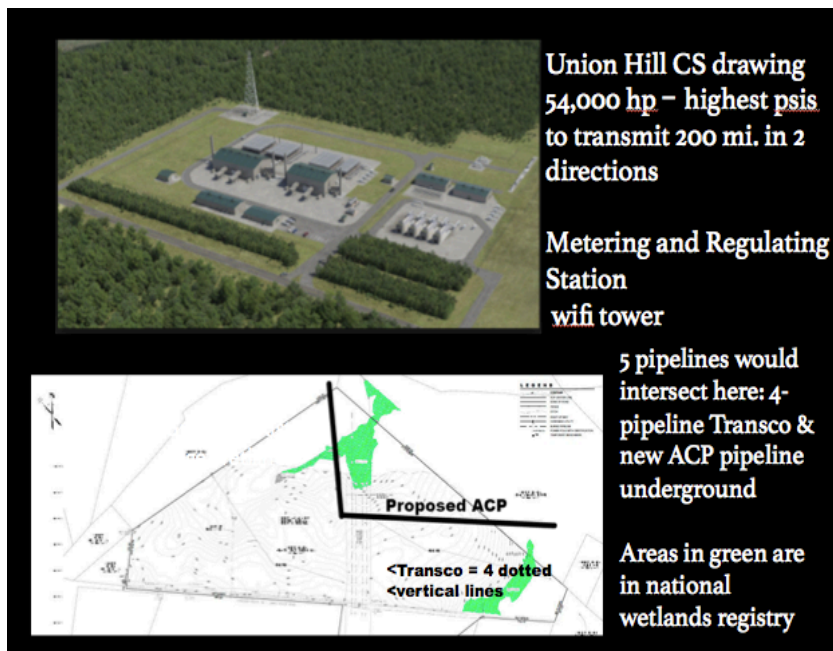 Union Hill CS drawing
54,000 hp – highest psis
to transmit 200 mi. in 2
directions
Metering and Regulating
Station
wifi tower
5 pipelines would
intersect here: 4-
pipeline Transco &
new ACP pipeline
underground
Areas in green are
in national
wetlands registry
LEGEND
Proposed ACP
<Transco = 4 dotted
<vertical lines